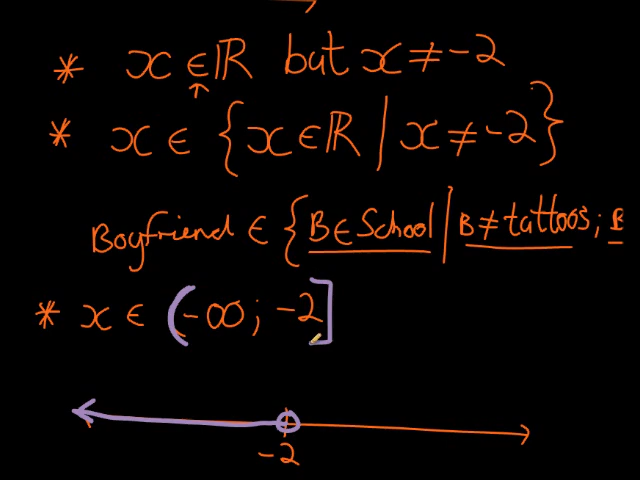 * x ∈ ℝ but x ≠ -2
* x ∈ {x ∈ ℝ | x ≠ -2}
Boyfriend ∈ {B ∈ School | B ≠ tattoos; B
* x ∈ (-∞; -2]
-2